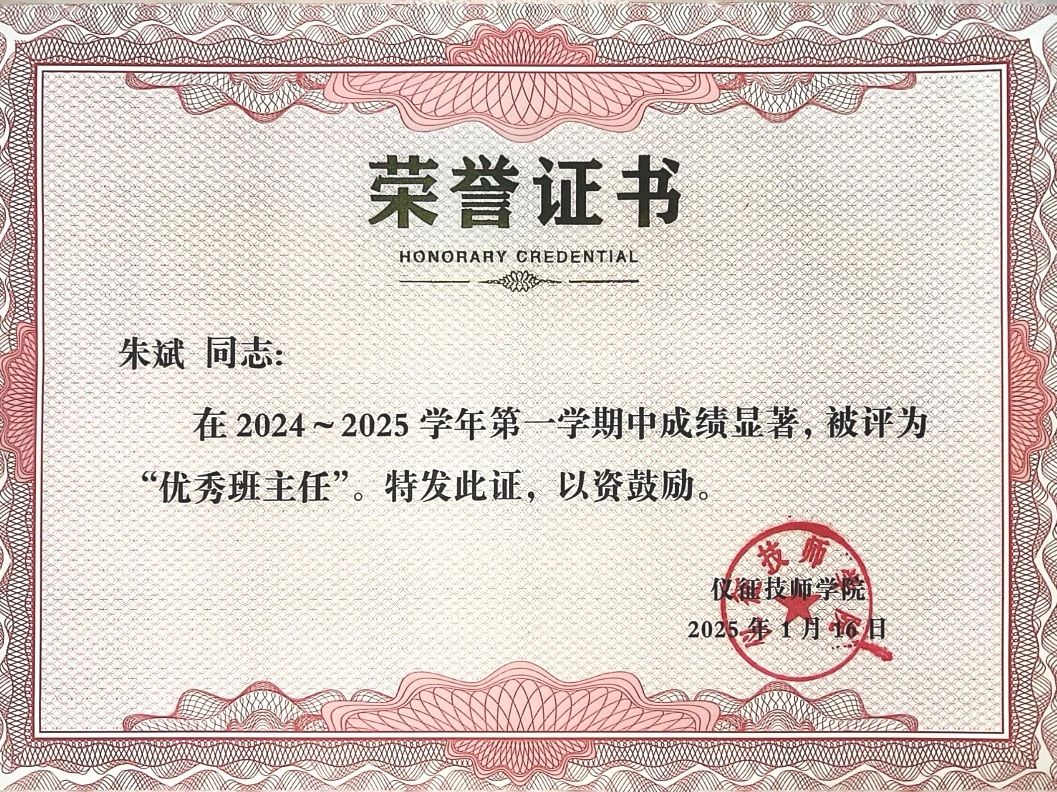 荣誉证书
HONORARY CREDENTIAL
朱斌 同志:
在 2024～2025 学年第一学期中成绩显著，被评为
“优秀班主任”。特发此证，以资鼓励。
仪征技师学院
2025 年 1 月 16 日